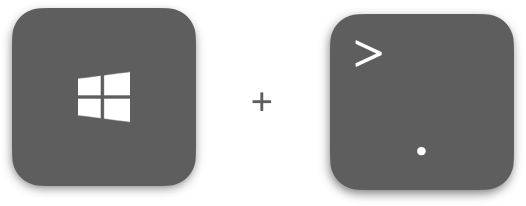 +
>
.